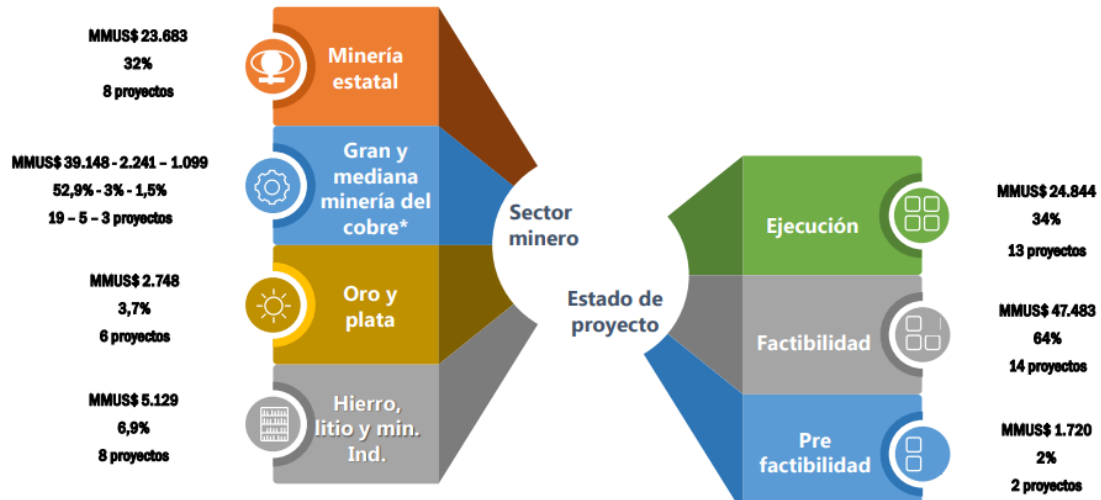 MMUS$ 23.683
32%
8 proyectos
Minería
estatal
MMUS$ 39.148 - 2.241 – 1.099
52,9% - 3% - 1,5%
19 – 5 – 3 proyectos
Gran y
mediana
minería del
cobre*
MMUS$ 2.748
3,7%
6 proyectos
Oro y
plata
MMUS$ 5.129
6,9%
8 proyectos
Hierro,
litio y min.
Ind.
Sector
minero
Estado de
proyecto
Ejecución
MMUS$ 24.844
34%
13 proyectos
Factibilidad
MMUS$ 47.483
64%
14 proyectos
Pre
factibilidad
MMUS$ 1.720
2%
2 proyectos